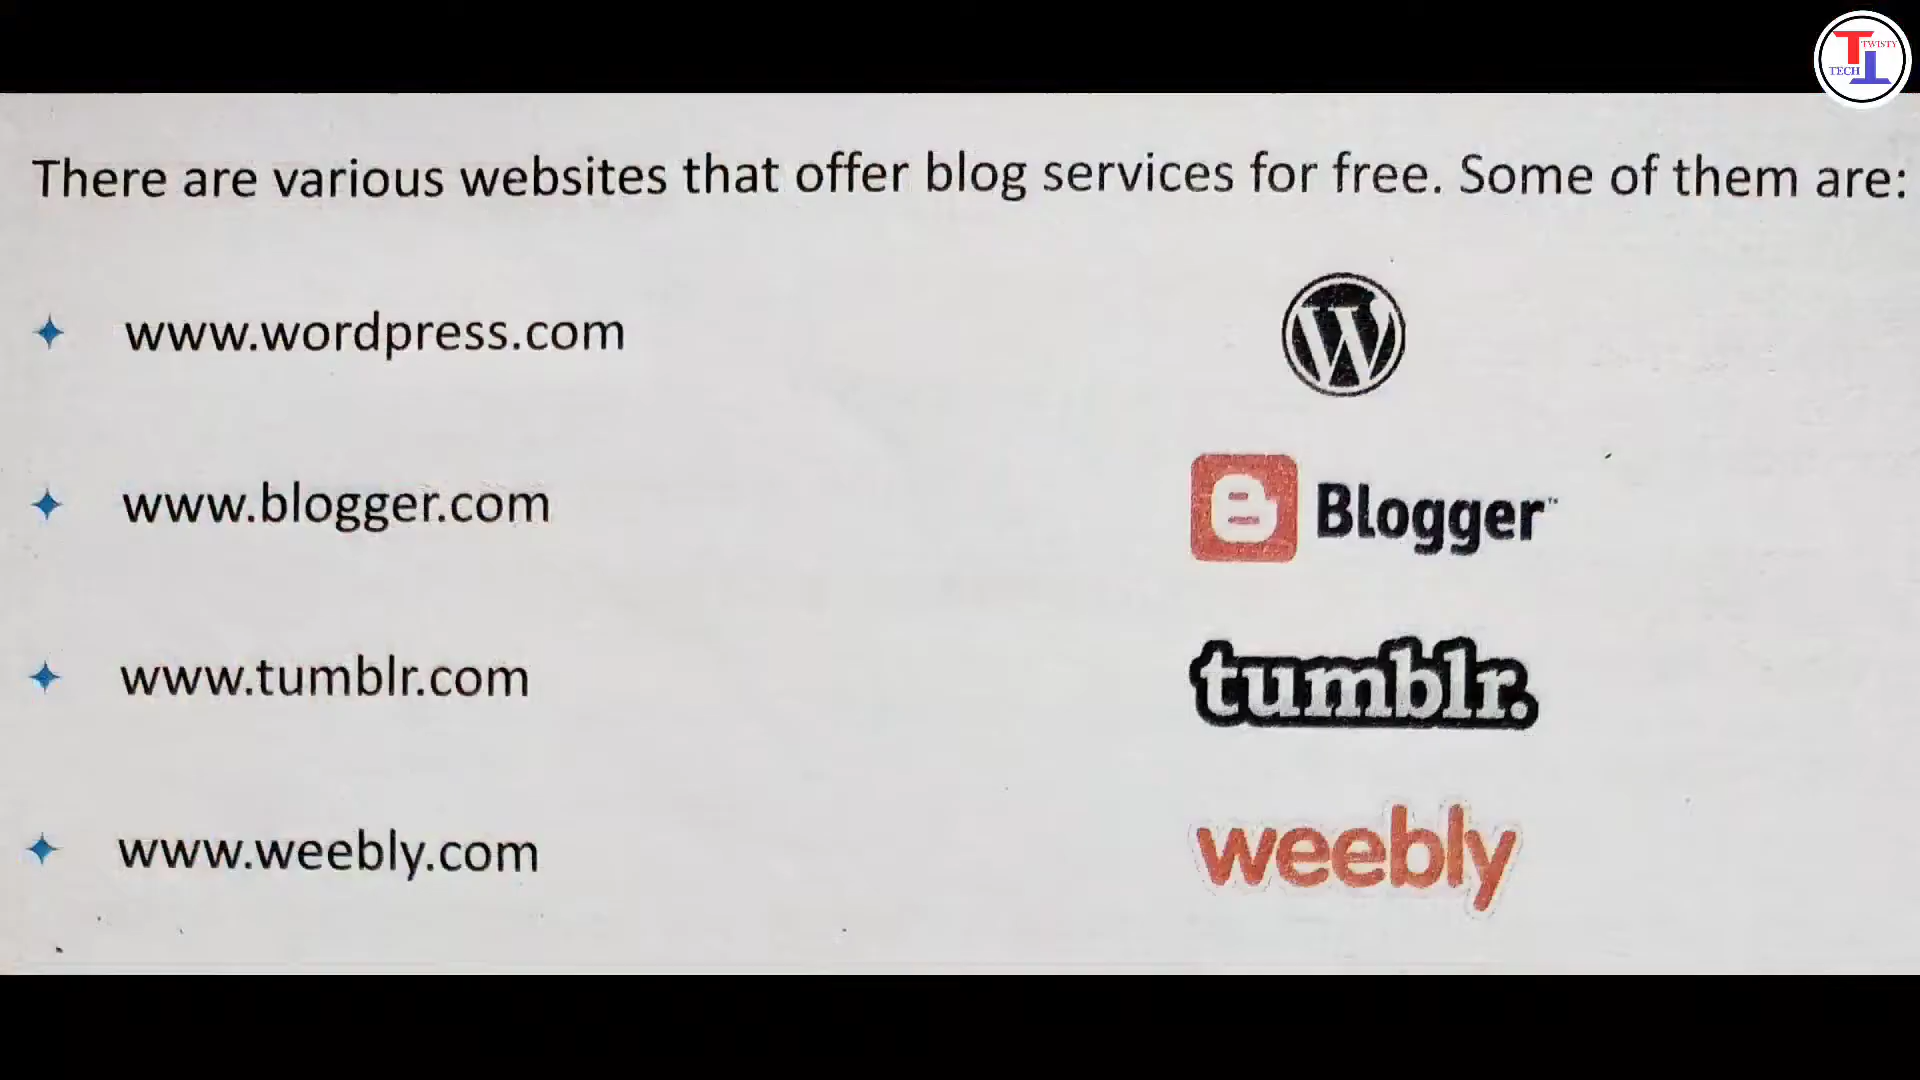 TWISTY
TECH
There are various websites that offer blog services for free. Some of them are:
www.wordpress.com
W
www.blogger.com
Blogger™
www.tumblr.com
tumblr.
www.weebly.com
weebly